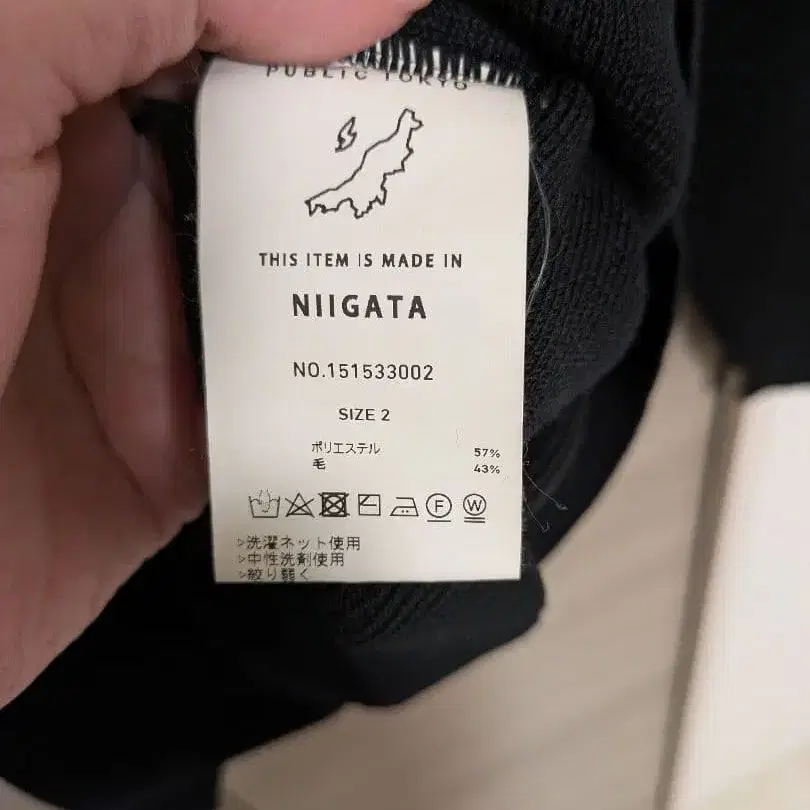 PUBLIC TOKYO
THIS ITEM IS MADE IN
NIIGATA
NO.151533002
SIZE 2
ポリエステル 57%
毛 43%
F W
▷洗濯ネット使用
▷中性洗剤使用
▷絞り弱く